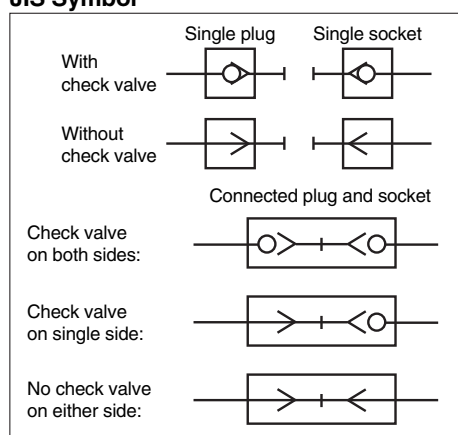 JIS Symbol
Single plug Single socket
With
check valve
Without
check valve
Connected plug and socket
Check valve
on both sides:
Check valve
on single side:
No check valve
on either side: